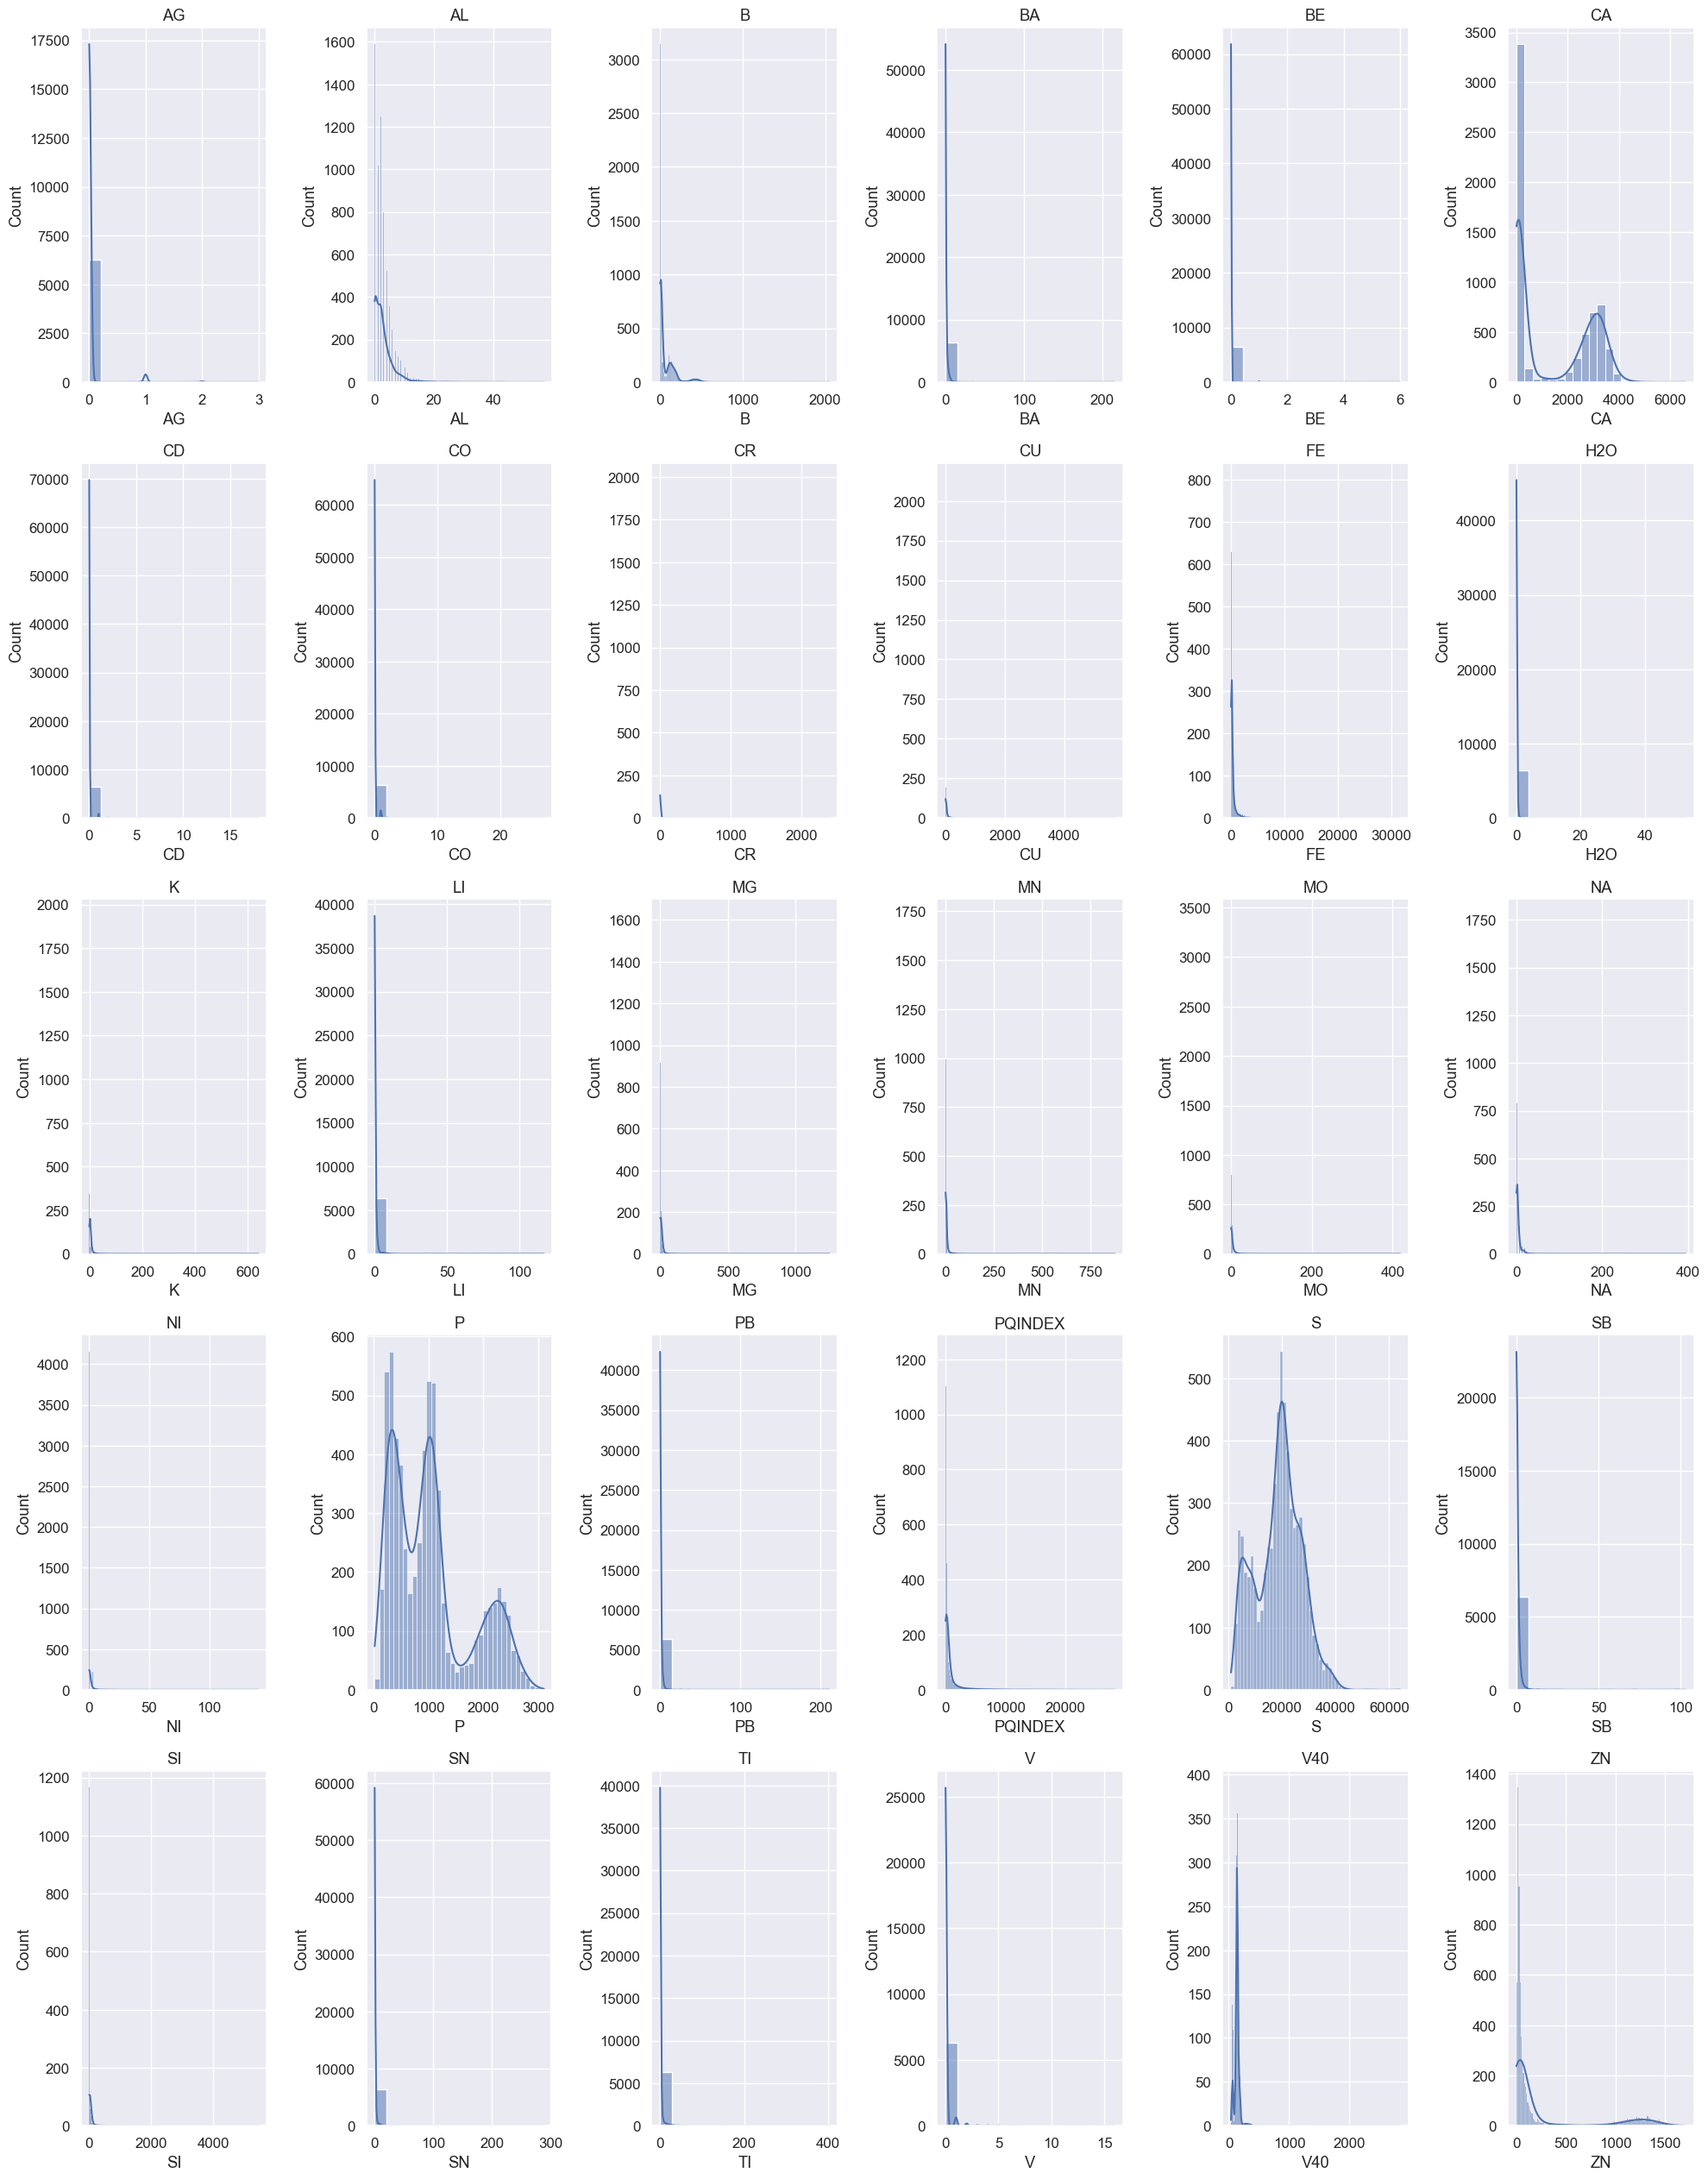 AG
17500
15000
12500
10000
7500
5000
2500
0
Count
0 1 2 3
AG
AL
1600
1400
1200
1000
800
600
400
200
0
Count
0 20 40
AL
B
3000
2500
2000
1500
1000
500
0
Count
0 1000 2000
B
BA
50000
40000
30000
20000
10000
0
Count
0 100 200
BA
BE
60000
50000
40000
30000
20000
10000
0
Count
0 2 4 6
BE
CA
3500
3000
2500
2000
1500
1000
500
0
Count
0 2000 4000 6000
CA
CD
70000
60000
50000
40000
30000
20000
10000
0
Count
0 5 10 15
CD
CO
60000
50000
40000
30000
20000
10000
0
Count
0 10 20
CO
CR
2000
1750
1500
1250
1000
750
500
250
0
Count
0 1000 2000
CR
CU
2000
1750
1500
1250
1000
750
500
250
0
Count
0 2000 4000
CU
FE
800
700
600
500
400
300
200
100
0
Count
0 10000 20000 30000
FE
H2O
40000
30000
20000
10000
0
Count
0 20 40
H2O
K
2000
1750
1500
1250
1000
750
500
250
0
Count
0 200 400 600
K
LI
40000
35000
30000
25000
20000
15000
10000
5000
0
Count
0 50 100
LI
MG
1600
1400
1200
1000
800
600
400
200
0
Count
0 500 1000
MG
MN
1750
1500
1250
1000
750
500
250
0
Count
0 250 500 750
MN
MO
3500
3000
2500
2000
1500
1000
500
0
Count
0 200 400
MO
NA
1750
1500
1250
1000
750
500
250
0
Count
0 200 400
NA
NI
4000
3500
3000
2500
2000
1500
1000
500
0
Count
0 50 100
NI
P
600
500
400
300
200
100
0
Count
0 1000 2000 3000
P
PB
40000
35000
30000
25000
20000
15000
10000
5000
0
Count
0 100 200
PB
PQINDEX
1200
1000
800
600
400
200
0
Count
0 10000 20000
PQINDEX
S
500
400
300
200
100
0
Count
0 20000 40000 60000
S
SB
20000
15000
10000
5000
0
Count
0 50 100
SB
SI
1200
1000
800
600
400
200
0
Count
0 2000 4000
SI
SN
60000
50000
40000
30000
20000
10000
0
Count
0 100 200 300
SN
TI
40000
35000
30000
25000
20000
15000
10000
5000
0
Count
0 200 400
TI
V
25000
20000
15000
10000
5000
0
Count
0 5 10 15
V
V40
400
350
300
250
200
150
100
50
0
Count
0 1000 2000
V40
ZN
1400
1200
1000
800
600
400
200
0
Count
0 500 1000 1500
ZN